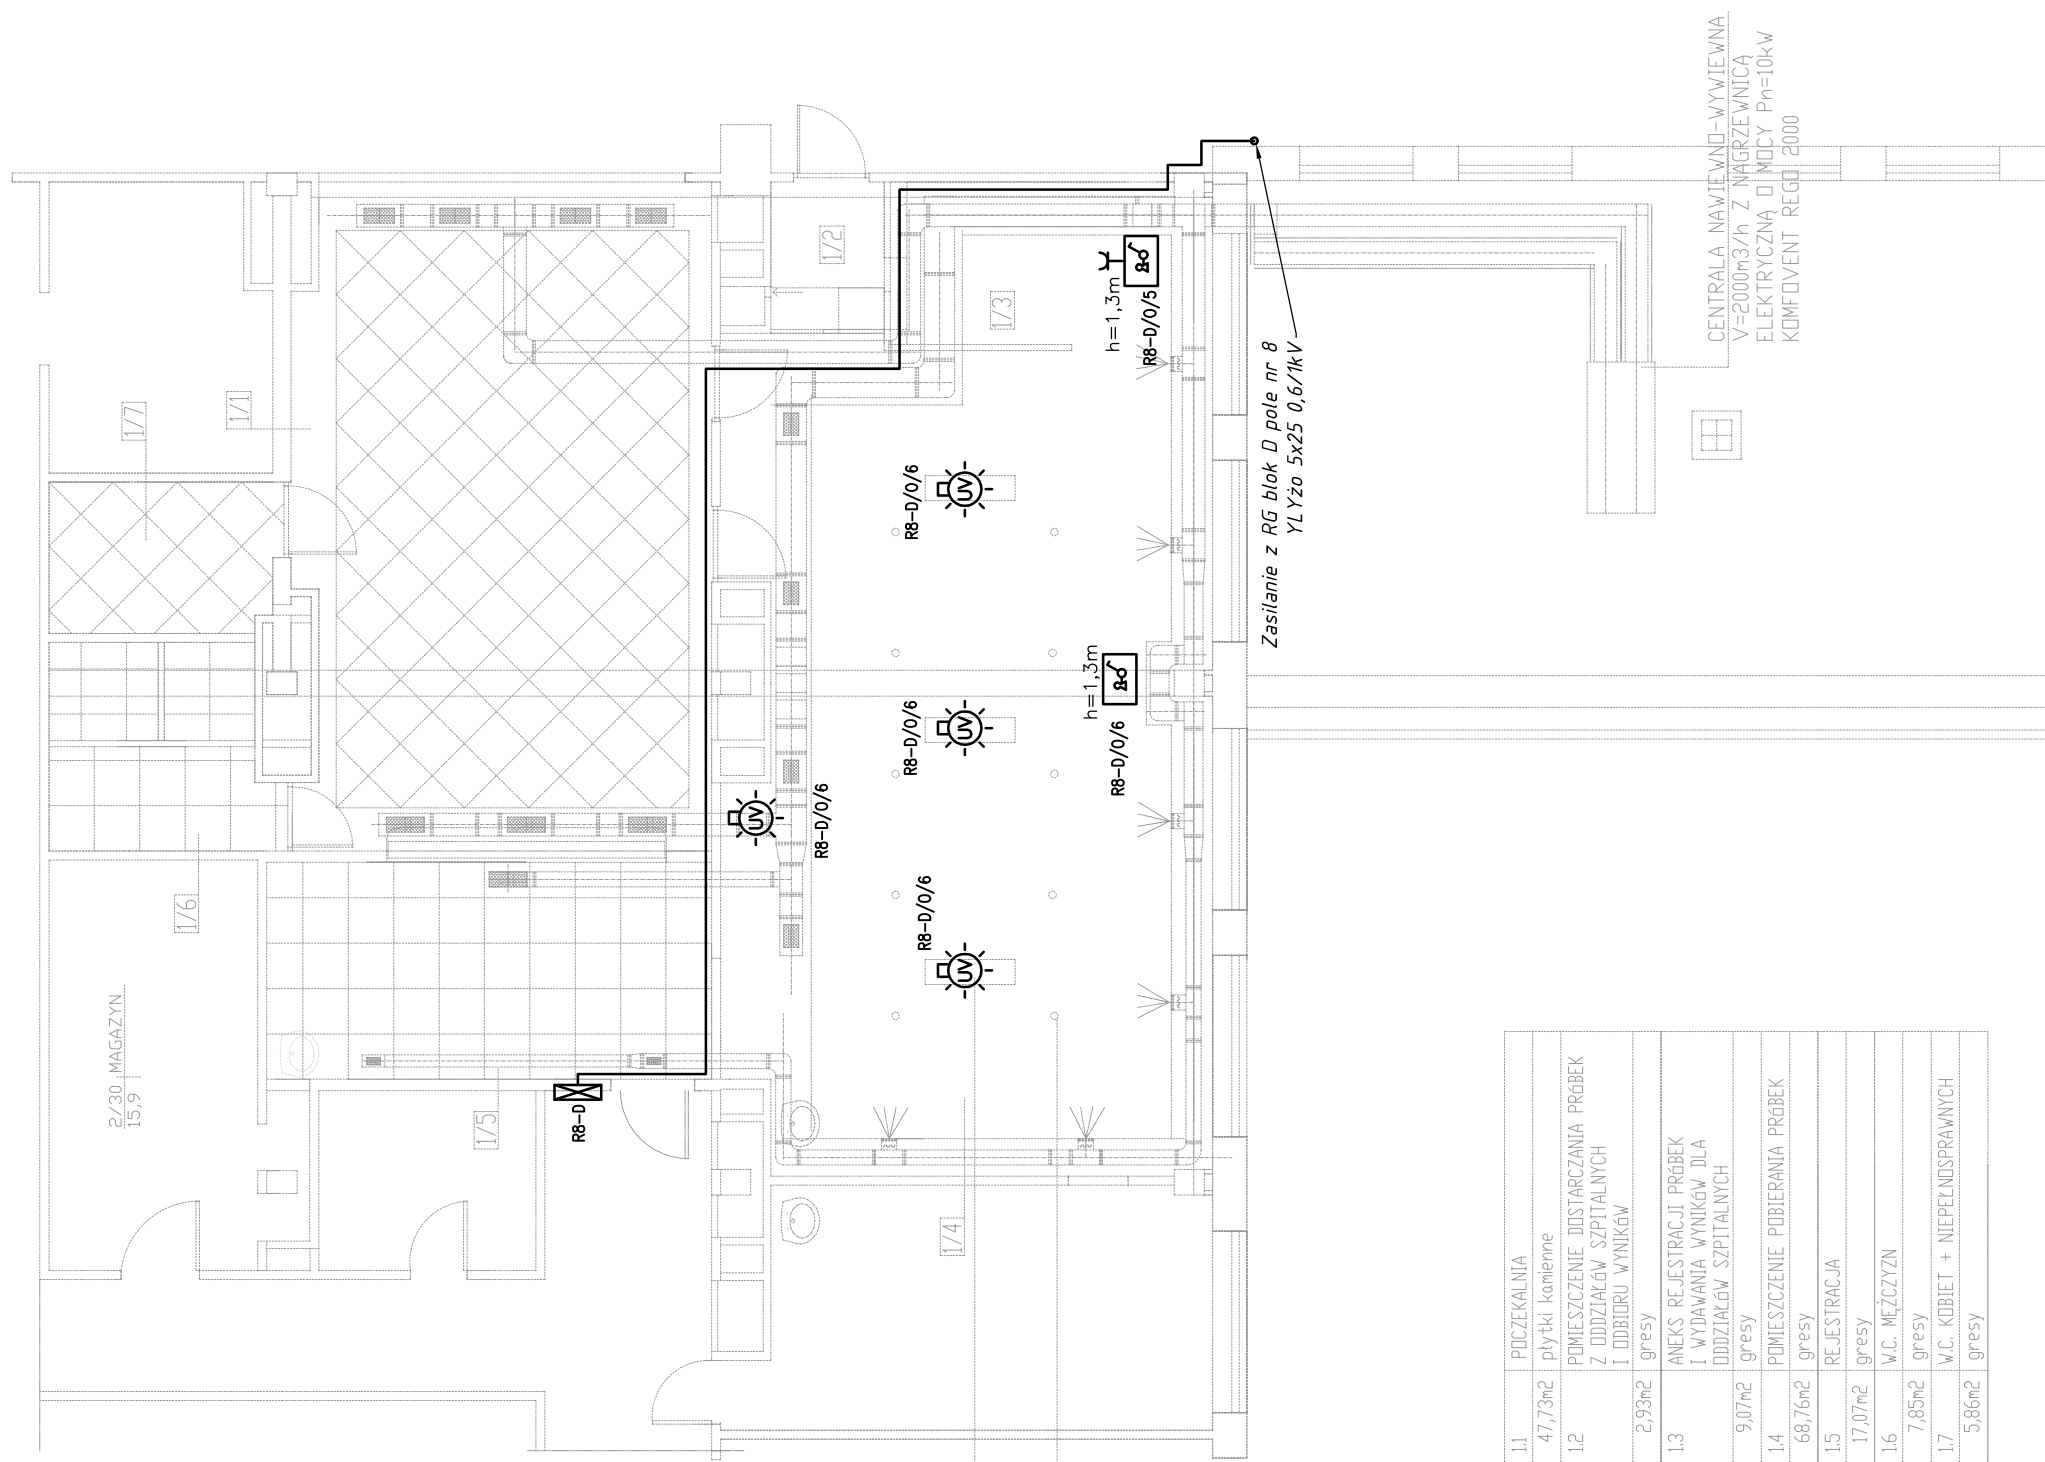 CENTRALA NAWIEWNO-WYWIEWNA
V=2000m3/h Z NAGRZEWNICĄ
ELEKTRYCZNĄ O MOCY Pn=10kW
KOMFOVENT REGO 2000
1/7
1/1
1/2
1/3
h=1,3m
R8-D/0/5
Zasilanie z RG blok D pole nr 8
YLYżo 5x25 0,6/1kV
R8-D/0/6
UV
R8-D/0/6
UV
h=1,3m
R8-D/0/6
UV
R8-D/0/6
R8-D/0/6
UV
1/6
2/30 MAGAZYN
15,9
1/5
R8-D
1/4
1.1 POCZEKALNIA
47,73m2 płytki kamienne
1.2 POMIESZCZENIE DOSTARCZANIA PRÓBEK
Z ODDZIAŁÓW SZPITALNYCH
I ODBIORU WYNIKÓW
2,93m2 gresy
1.3 ANEKS REJESTRACJI PRÓBEK
I WYDAWANIA WYNIKÓW DLA
ODDZIAŁÓW SZPITALNYCH
9,07m2 gresy
1.4 POMIESZCZENIE POBIERANIA PRÓBEK
68,76m2 gresy
1.5 REJESTRACJA
17,07m2 gresy
1.6 W.C. MĘŻCZYZN
7,85m2 gresy
1.7 W.C. KOBIET + NIEPEŁNOSPRAWNYCH
5,86m2 gresy